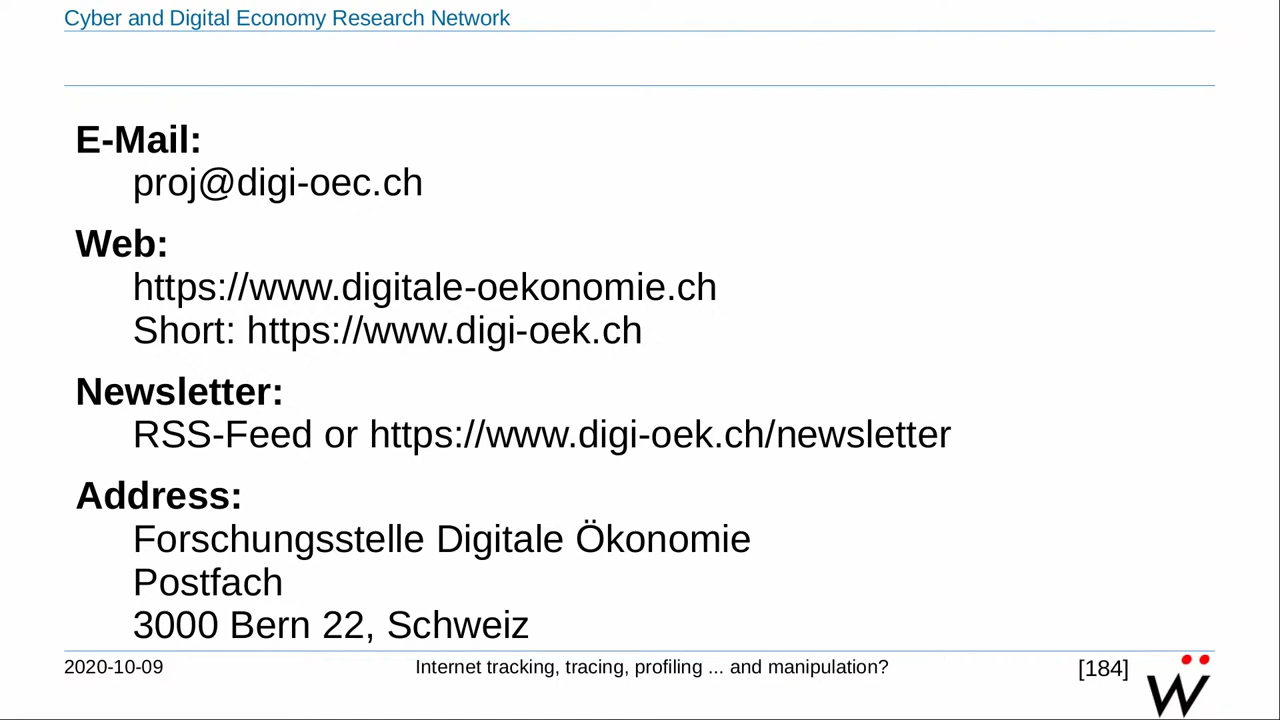 Cyber and Digital Economy Research Network
E-Mail:
proj@digi-oec.ch
Web:
https://www.digitale-oekonomie.ch
Short: https://www.digi-oek.ch
Newsletter:
RSS-Feed or https://www.digi-oek.ch/newsletter
Address:
Forschungsstelle Digitale Ökonomie
Postfach
3000 Bern 22, Schweiz
2020-10-09
Internet tracking, tracing, profiling ... and manipulation?
[184]
Ẅ